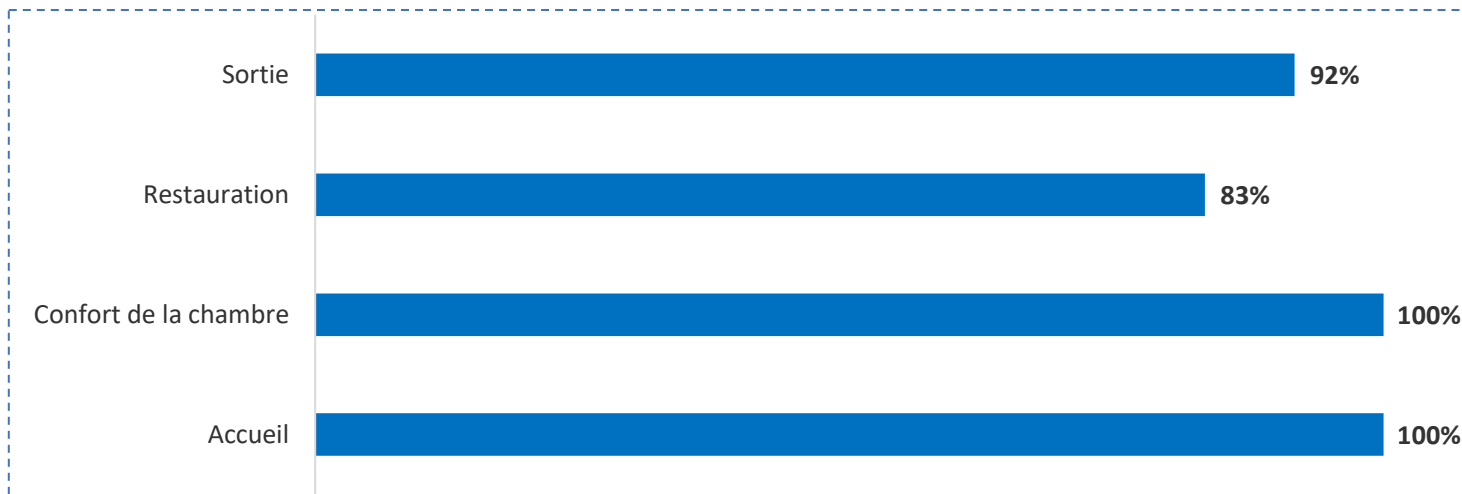 Sortie 92%
Restauration 83%
Confort de la chambre 100%
Accueil 100%